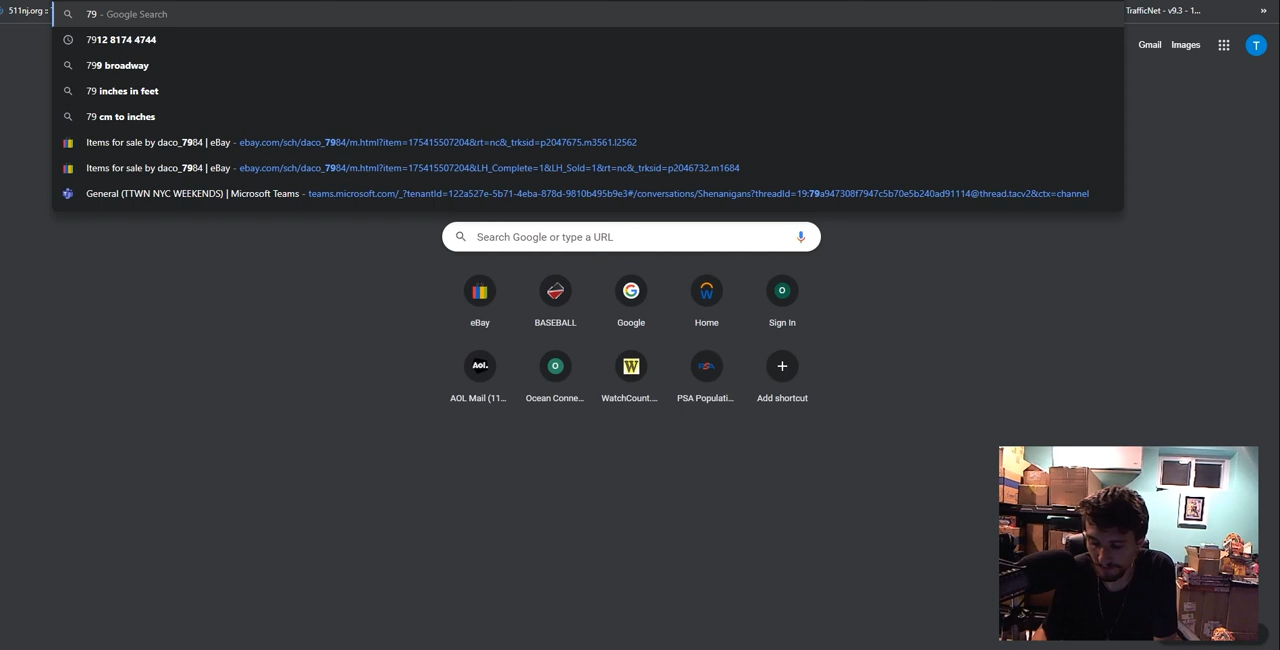 511nj.org ::
79 - Google Search
TrafficNet - v9.3 - 1...
»
7912 8174 4744
799 broadway
79 inches in feet
79 cm to inches
Items for sale by daco_7984 | eBay - ebay.com/sch/daco_7984/m.html?item=175415507204&rt=nc&_trksid=p2047675.m3561.l2562
Items for sale by daco_7984 | eBay - ebay.com/sch/daco_7984/m.html?item=175415507204&LH_Complete=1&LH_Sold=1&rt=nc&_trksid=p2046732.m1684
General (TTWN NYC WEEKENDS) | Microsoft Teams - teams.microsoft.com/_?tenantId=122a527e-5b71-4eba-878d-9810b495b9e3#/conversations/Shenanigans?threadId=19:79a947308f7947c5b70e5b240ad91114@thread.tacv2&ctx=channel
Gmail Images T
Search Google or type a URL
W O
eBay BASEBALL Google Home Sign In
Aol. O W PSA
AOL Mail (11... Ocean Conne... WatchCount.... PSA Populati... Add shortcut